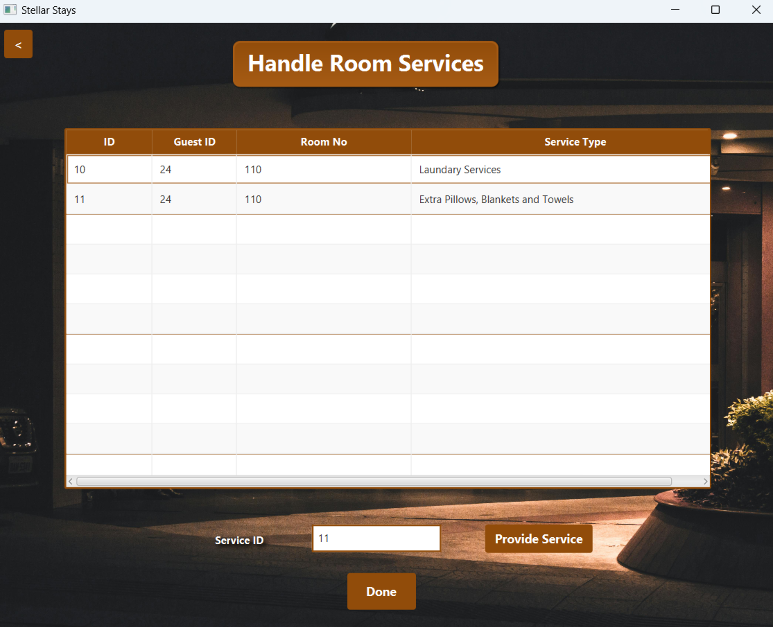 Stellar Stays
<
Handle Room Services
ID Guest ID Room No Service Type
10 24 110 Laundary Services
11 24 110 Extra Pillows, Blankets and Towels
Service ID 11 Provide Service
Done